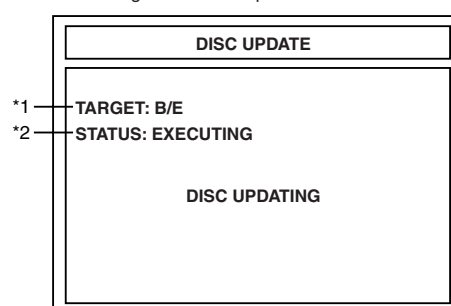 DISC UPDATE
*1 TARGET: B/E
*2 STATUS: EXECUTING
DISC UPDATING